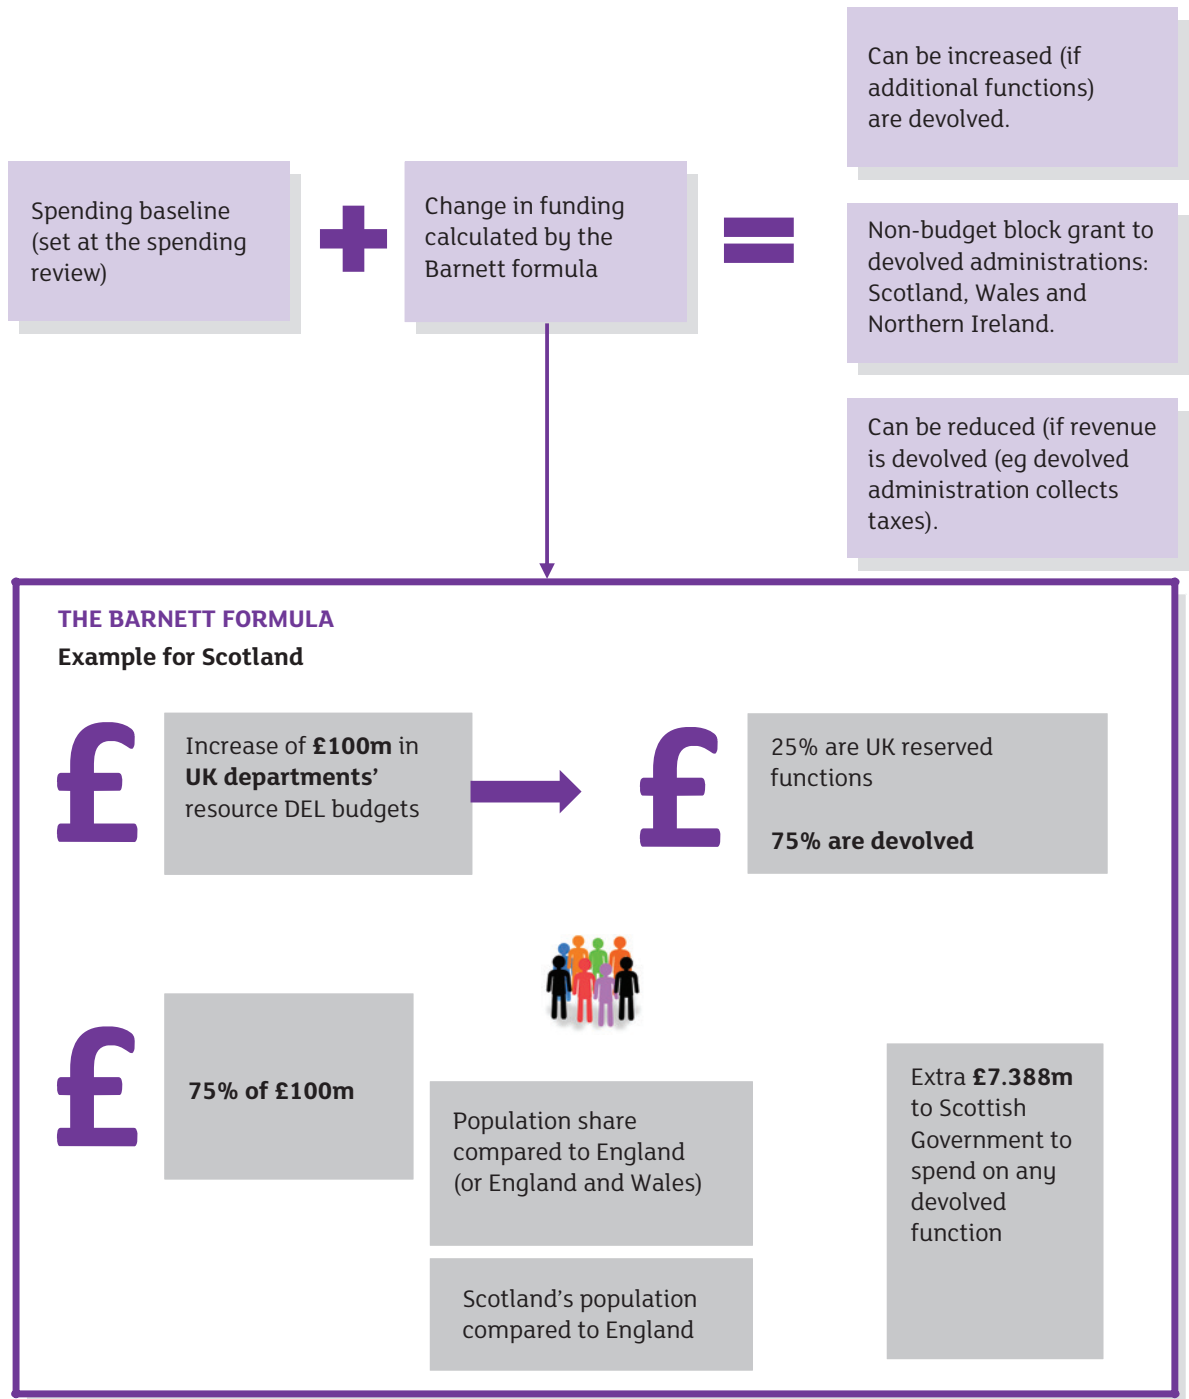 Can be increased (if
additional functions)
are devolved.
Spending baseline
(set at the spending
review)
Change in funding
calculated by the
Barnett formula
Non-budget block grant to
devolved administrations:
Scotland, Wales and
Northern Ireland.
Can be reduced (if revenue
is devolved (eg devolved
administration collects
taxes).
THE BARNETT FORMULA
Example for Scotland
£
Increase of £100m in
UK departments’
resource DEL budgets
£
25% are UK reserved
functions
75% are devolved
£
75% of £100m
Population share
compared to England
(or England and Wales)
Scotland’s population
compared to England
Extra £7.388m
to Scottish
Government to
spend on any
devolved
function